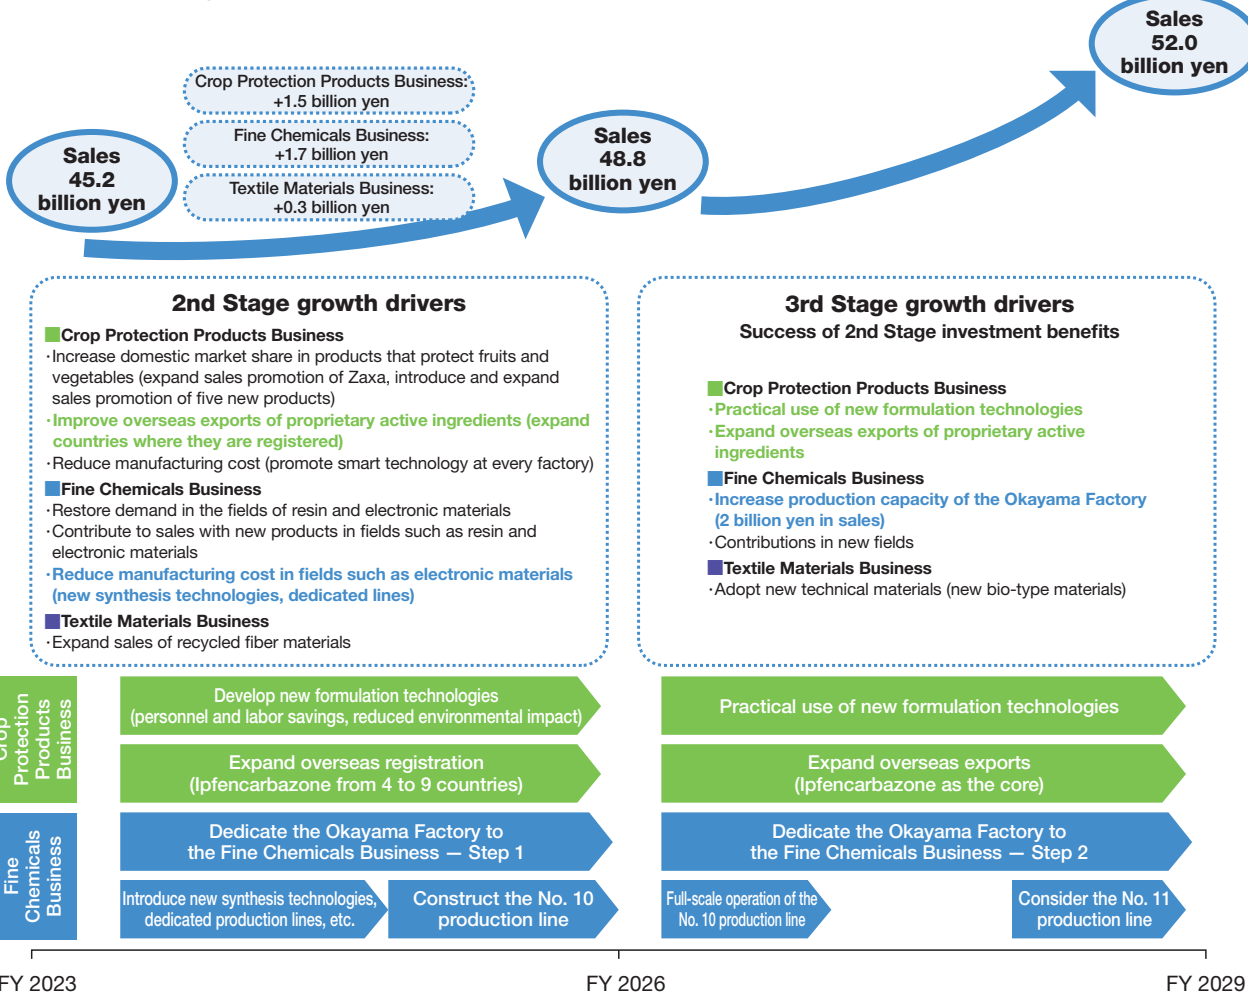 Sales
52.0
billion yen
Crop Protection Products Business:
+1.5 billion yen
Fine Chemicals Business:
+1.7 billion yen
Textile Materials Business:
+0.3 billion yen
Sales
45.2
billion yen
Sales
48.8
billion yen
2nd Stage growth drivers
■Crop Protection Products Business
·Increase domestic market share in products that protect fruits and
vegetables (expand sales promotion of Zaxa, introduce and expand
sales promotion of five new products)
·Improve overseas exports of proprietary active ingredients (expand
countries where they are registered)
·Reduce manufacturing cost (promote smart technology at every factory)
■Fine Chemicals Business
·Restore demand in the fields of resin and electronic materials
·Contribute to sales with new products in fields such as resin and
electronic materials
·Reduce manufacturing cost in fields such as electronic materials
(new synthesis technologies, dedicated lines)
■Textile Materials Business
·Expand sales of recycled fiber materials
3rd Stage growth drivers
Success of 2nd Stage investment benefits
■Crop Protection Products Business
·Practical use of new formulation technologies
·Expand overseas exports of proprietary active
ingredients
■Fine Chemicals Business
·Increase production capacity of the Okayama Factory
(2 billion yen in sales)
·Contributions in new fields
■Textile Materials Business
·Adopt new technical materials (new bio-type materials)
Crop
Protection
Products
Business
Develop new formulation technologies
(personnel and labor savings, reduced environmental impact)
Practical use of new formulation technologies
Expand overseas registration
(Ipfencarbazone from 4 to 9 countries)
Expand overseas exports
(Ipfencarbazone as the core)
Fine
Chemicals
Business
Dedicate the Okayama Factory to
the Fine Chemicals Business — Step 1
Dedicate the Okayama Factory to
the Fine Chemicals Business — Step 2
Introduce new synthesis technologies,
dedicated production lines, etc.
Construct the No. 10
production line
Full-scale operation of the
No. 10 production line
Consider the No. 11
production line
FY 2023
FY 2026
FY 2029